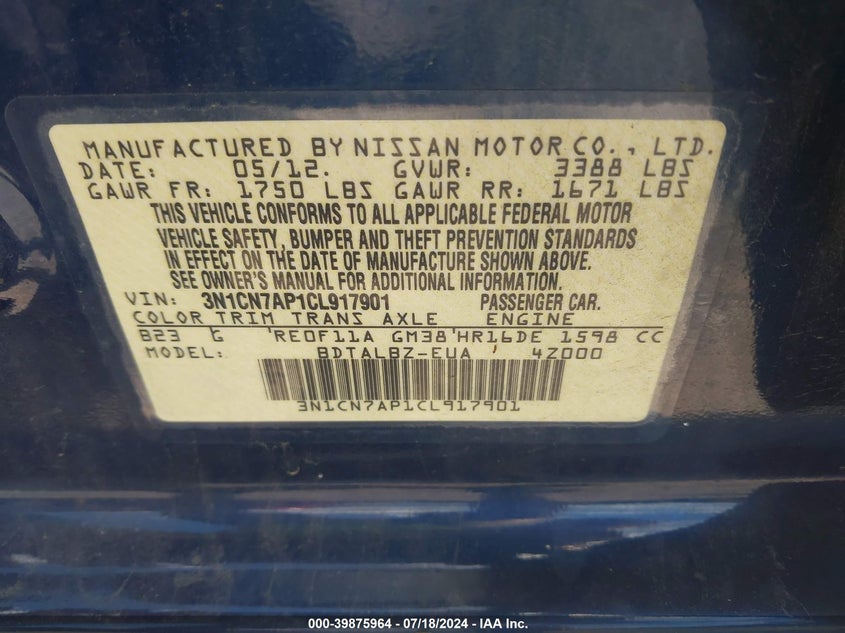 MANUFACTURED BY NISSAN MOTOR CO., LTD.
DATE: 05/12. GVWR: 3388 LBS
GAWR FR: 1750 LBS GAWR RR: 1671 LBS
THIS VEHICLE CONFORMS TO ALL APPLICABLE FEDERAL MOTOR
VEHICLE SAFETY, BUMPER AND THEFT PREVENTION STANDARDS
IN EFFECT ON THE DATE OF MANUFACTURE SHOWN ABOVE.
SEE OWNER'S MANUAL FOR ADDITIONAL INFORMATION.
VIN: 3N1CN7AP1CL917901 PASSENGER CAR.
COLOR TRIM TRANS AXLE ENGINE
B23 G RE0F11A GM38 HR16DE 1598 CC
MODEL: BDTALBZ-EUA 4Z000
3N1CN7AP1CL917901
000-39875964 - 07/18/2024 - IAA Inc.